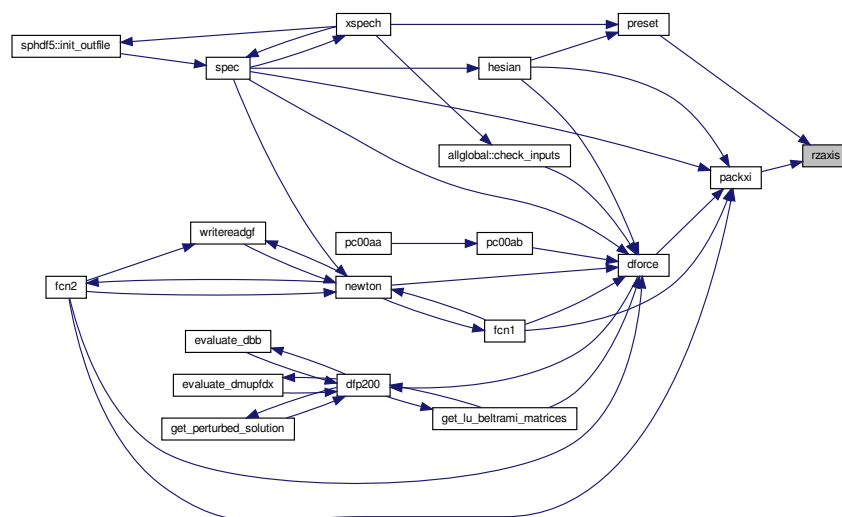 xspech
preset
sphdf5::init_outfile
spec
hesian
allglobal::check_inputs
rzaxis
packxi
writereadgf
pc00aa
pc00ab
dforce
fcn2
newton
fcn1
evaluate_dbb
evaluate_dmupfdx
dfp200
get_perturbed_solution
get_lu_beltrami_matrices